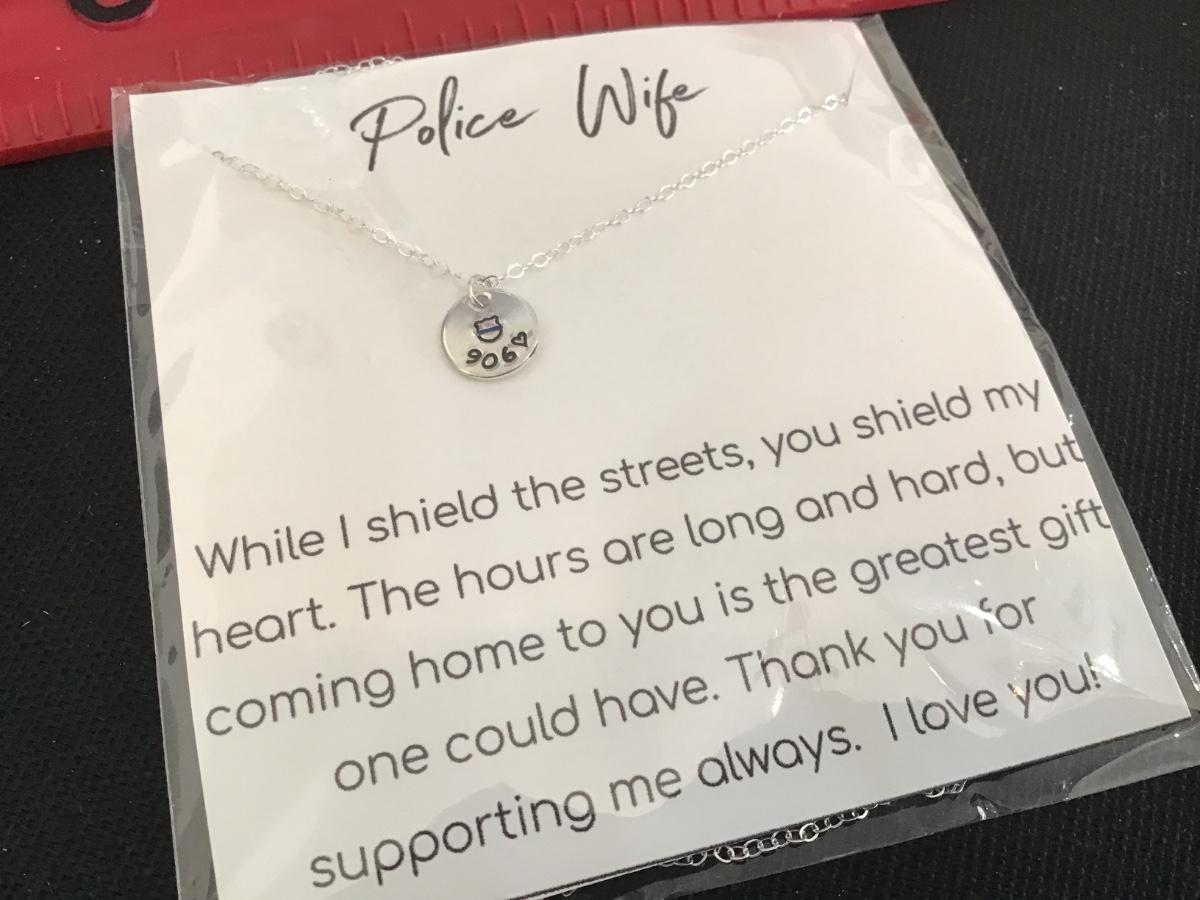 Police Wife
906
While I shield the streets, you shield my
heart. The hours are long and hard, but
coming home to you is the greatest gift
one could have. Thank you for
supporting me always. I love you!